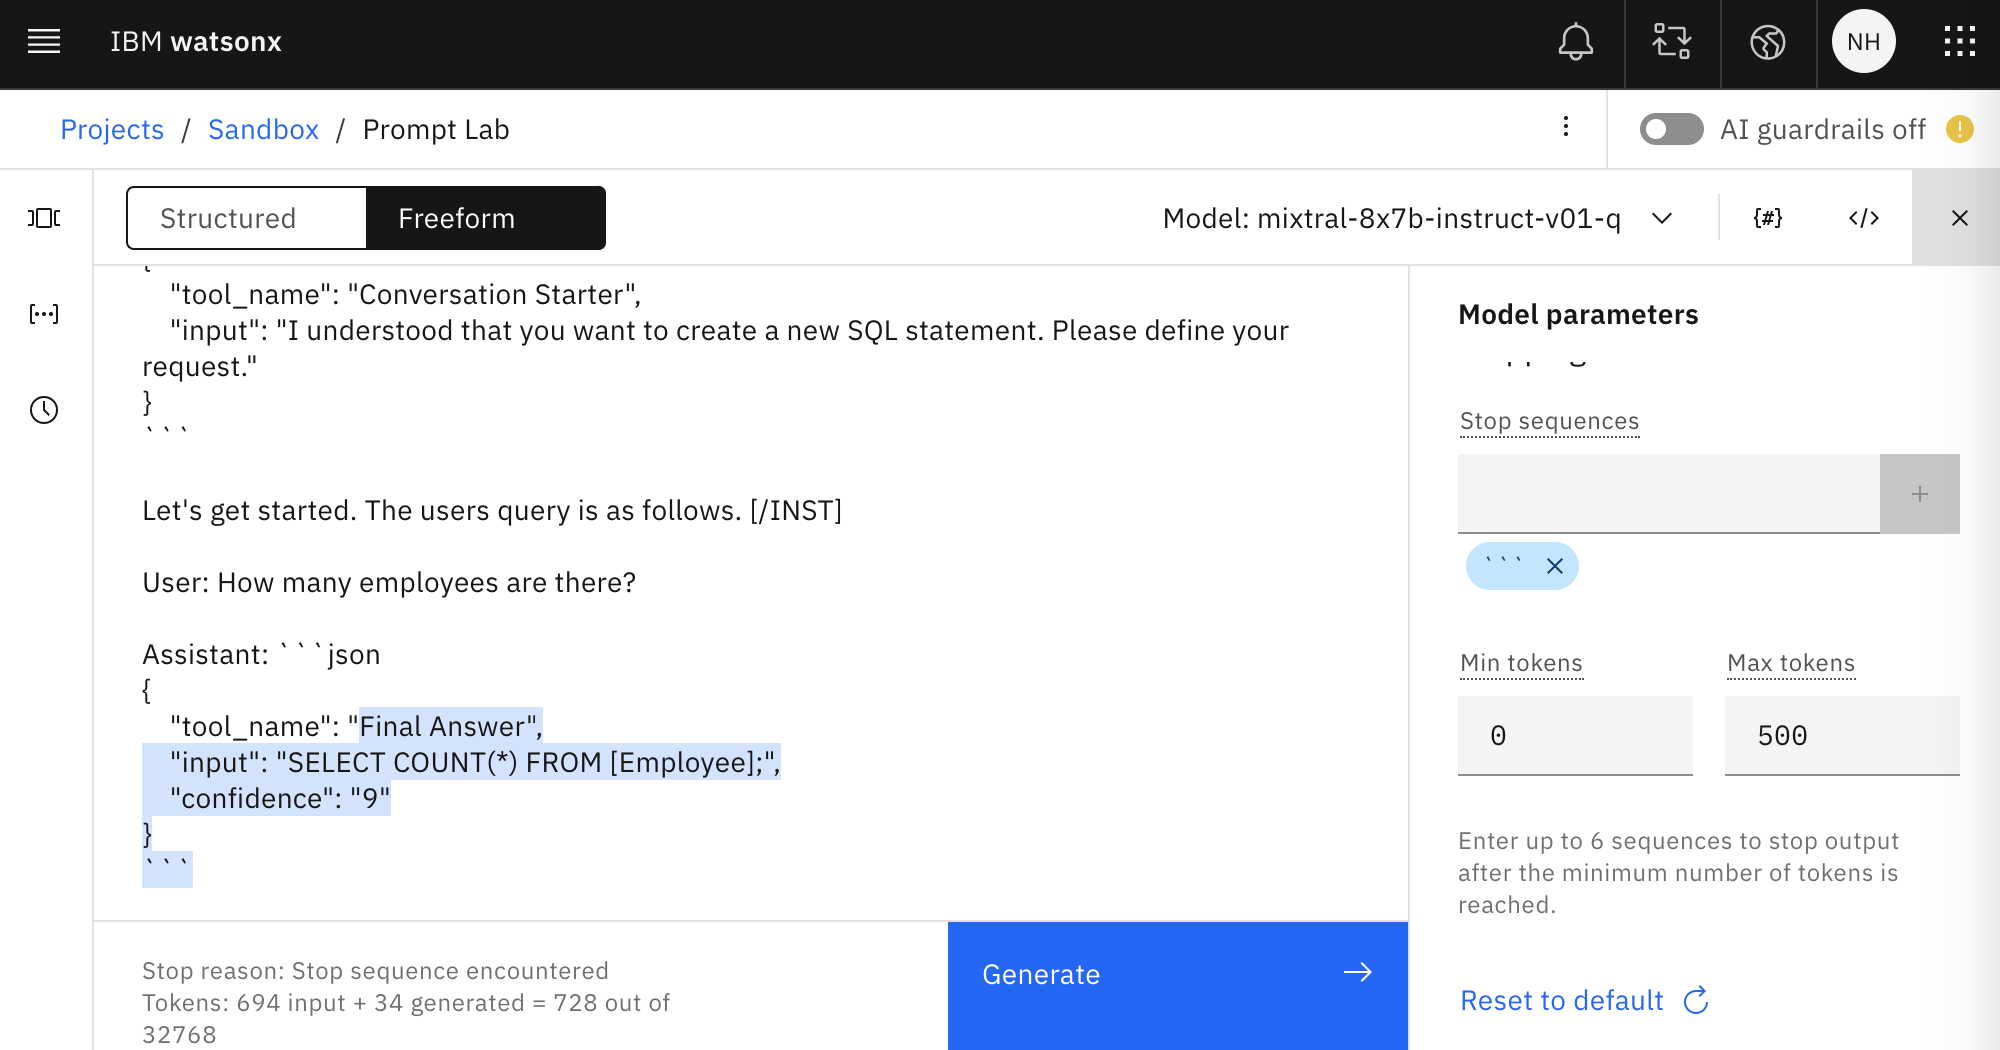 IBM watsonx
NH
Projects / Sandbox / Prompt Lab
AI guardrails off
Structured
Freeform
Model: mixtral-8x7b-instruct-v01-q
{#}
</>
{
"tool_name": "Conversation Starter",
"input": "I understood that you want to create a new SQL statement. Please define your
request."
}
```
Let's get started. The users query is as follows. [/INST]
User: How many employees are there?
Assistant: ```json
{
"tool_name": "Final Answer",
"input": "SELECT COUNT(*) FROM [Employee];",
"confidence": "9"
}
```
Stop reason: Stop sequence encountered
Tokens: 694 input + 34 generated = 728 out of
32768
Generate
Model parameters
Stop sequences
```
Min tokens
Max tokens
0
500
Enter up to 6 sequences to stop output
after the minimum number of tokens is
reached.
Reset to default